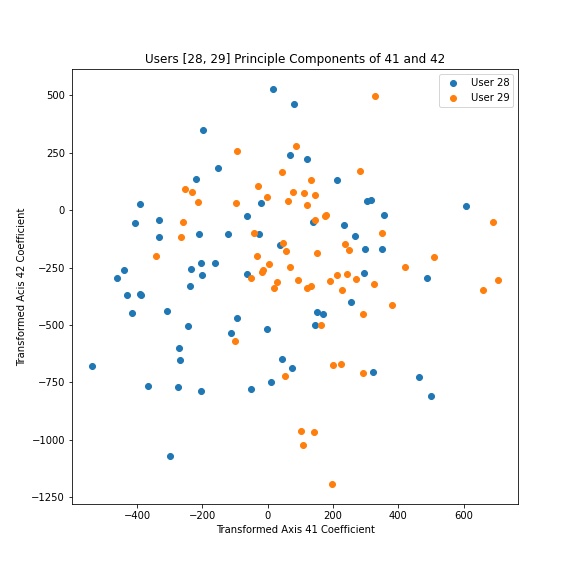 Users [28, 29] Principle Components of 41 and 42
User 28
User 29
500
250
0
−250
−500
−750
−1000
−1250
Transformed Acis 42 Coefficient
−400
−200
0
200
400
600
Transformed Axis 41 Coefficient